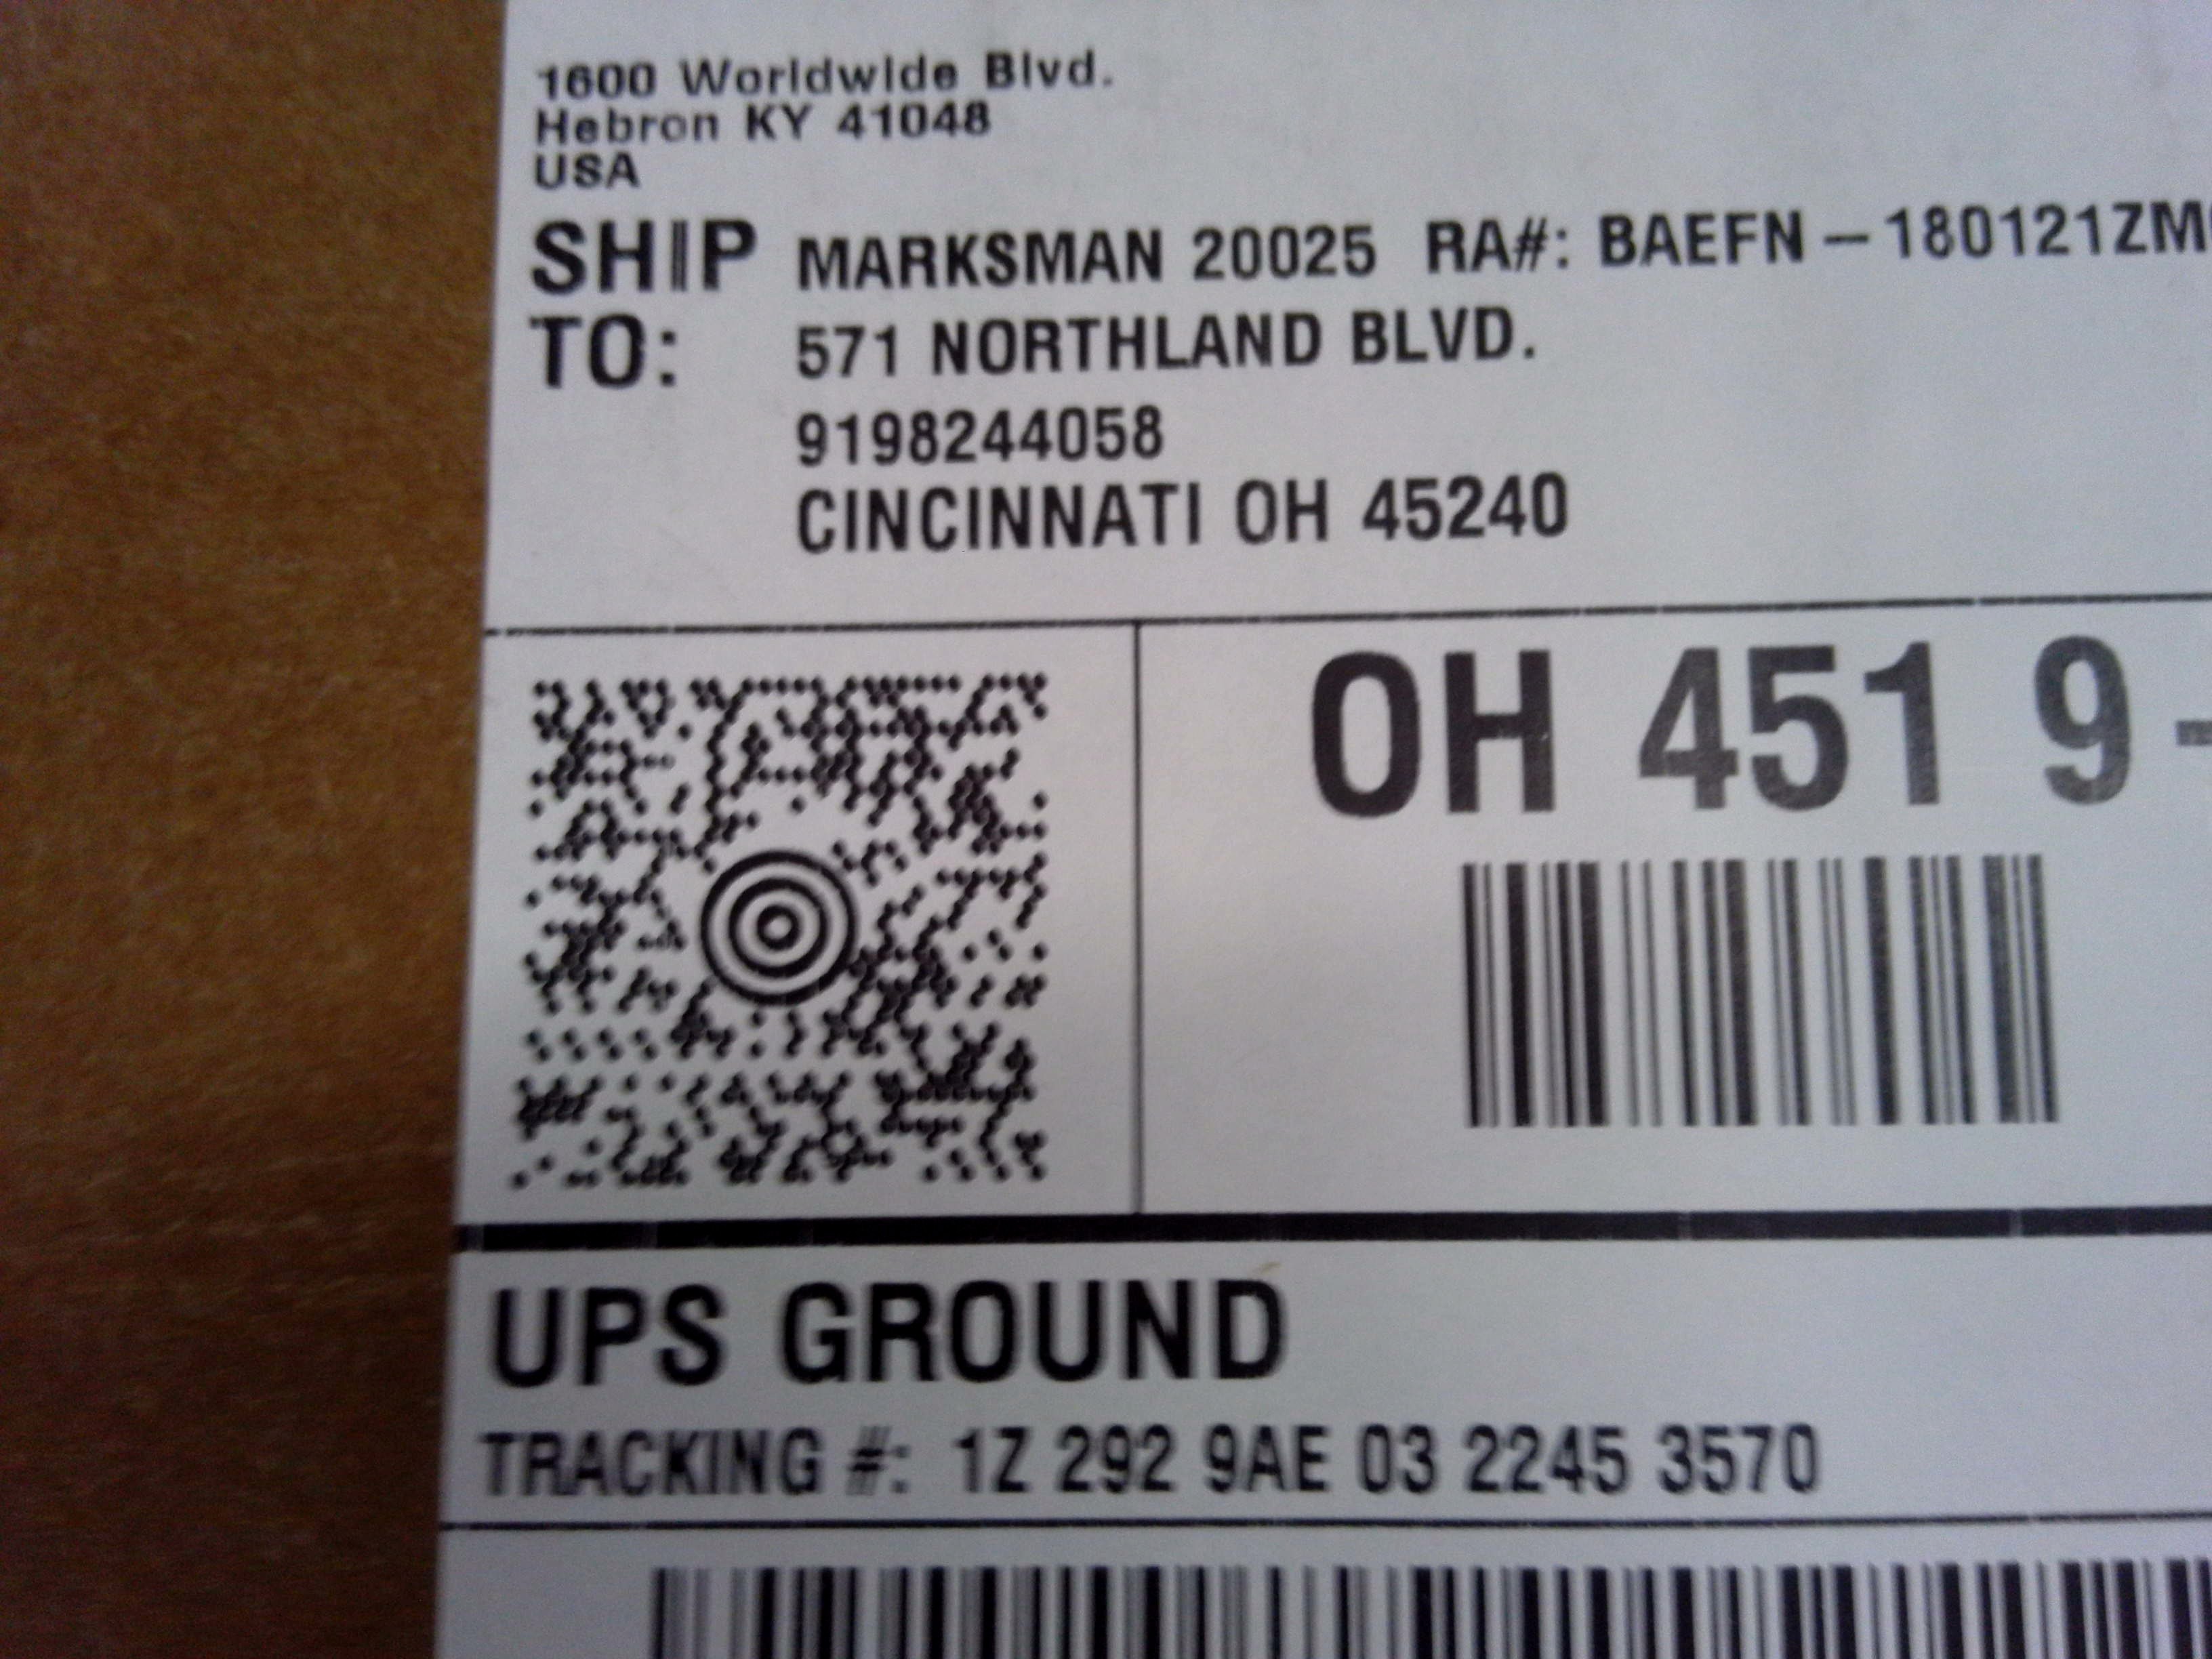 1600 Worldwide Blvd.
Hebron KY 41048
USA
SHIP TO: MARKSMAN 20025 RA#: BAEFN-180121ZM
571 NORTHLAND BLVD.
9198244058
CINCINNATI OH 45240
OH 451 9-
UPS GROUND
TRACKING #: 1Z 292 9AE 03 2245 3570